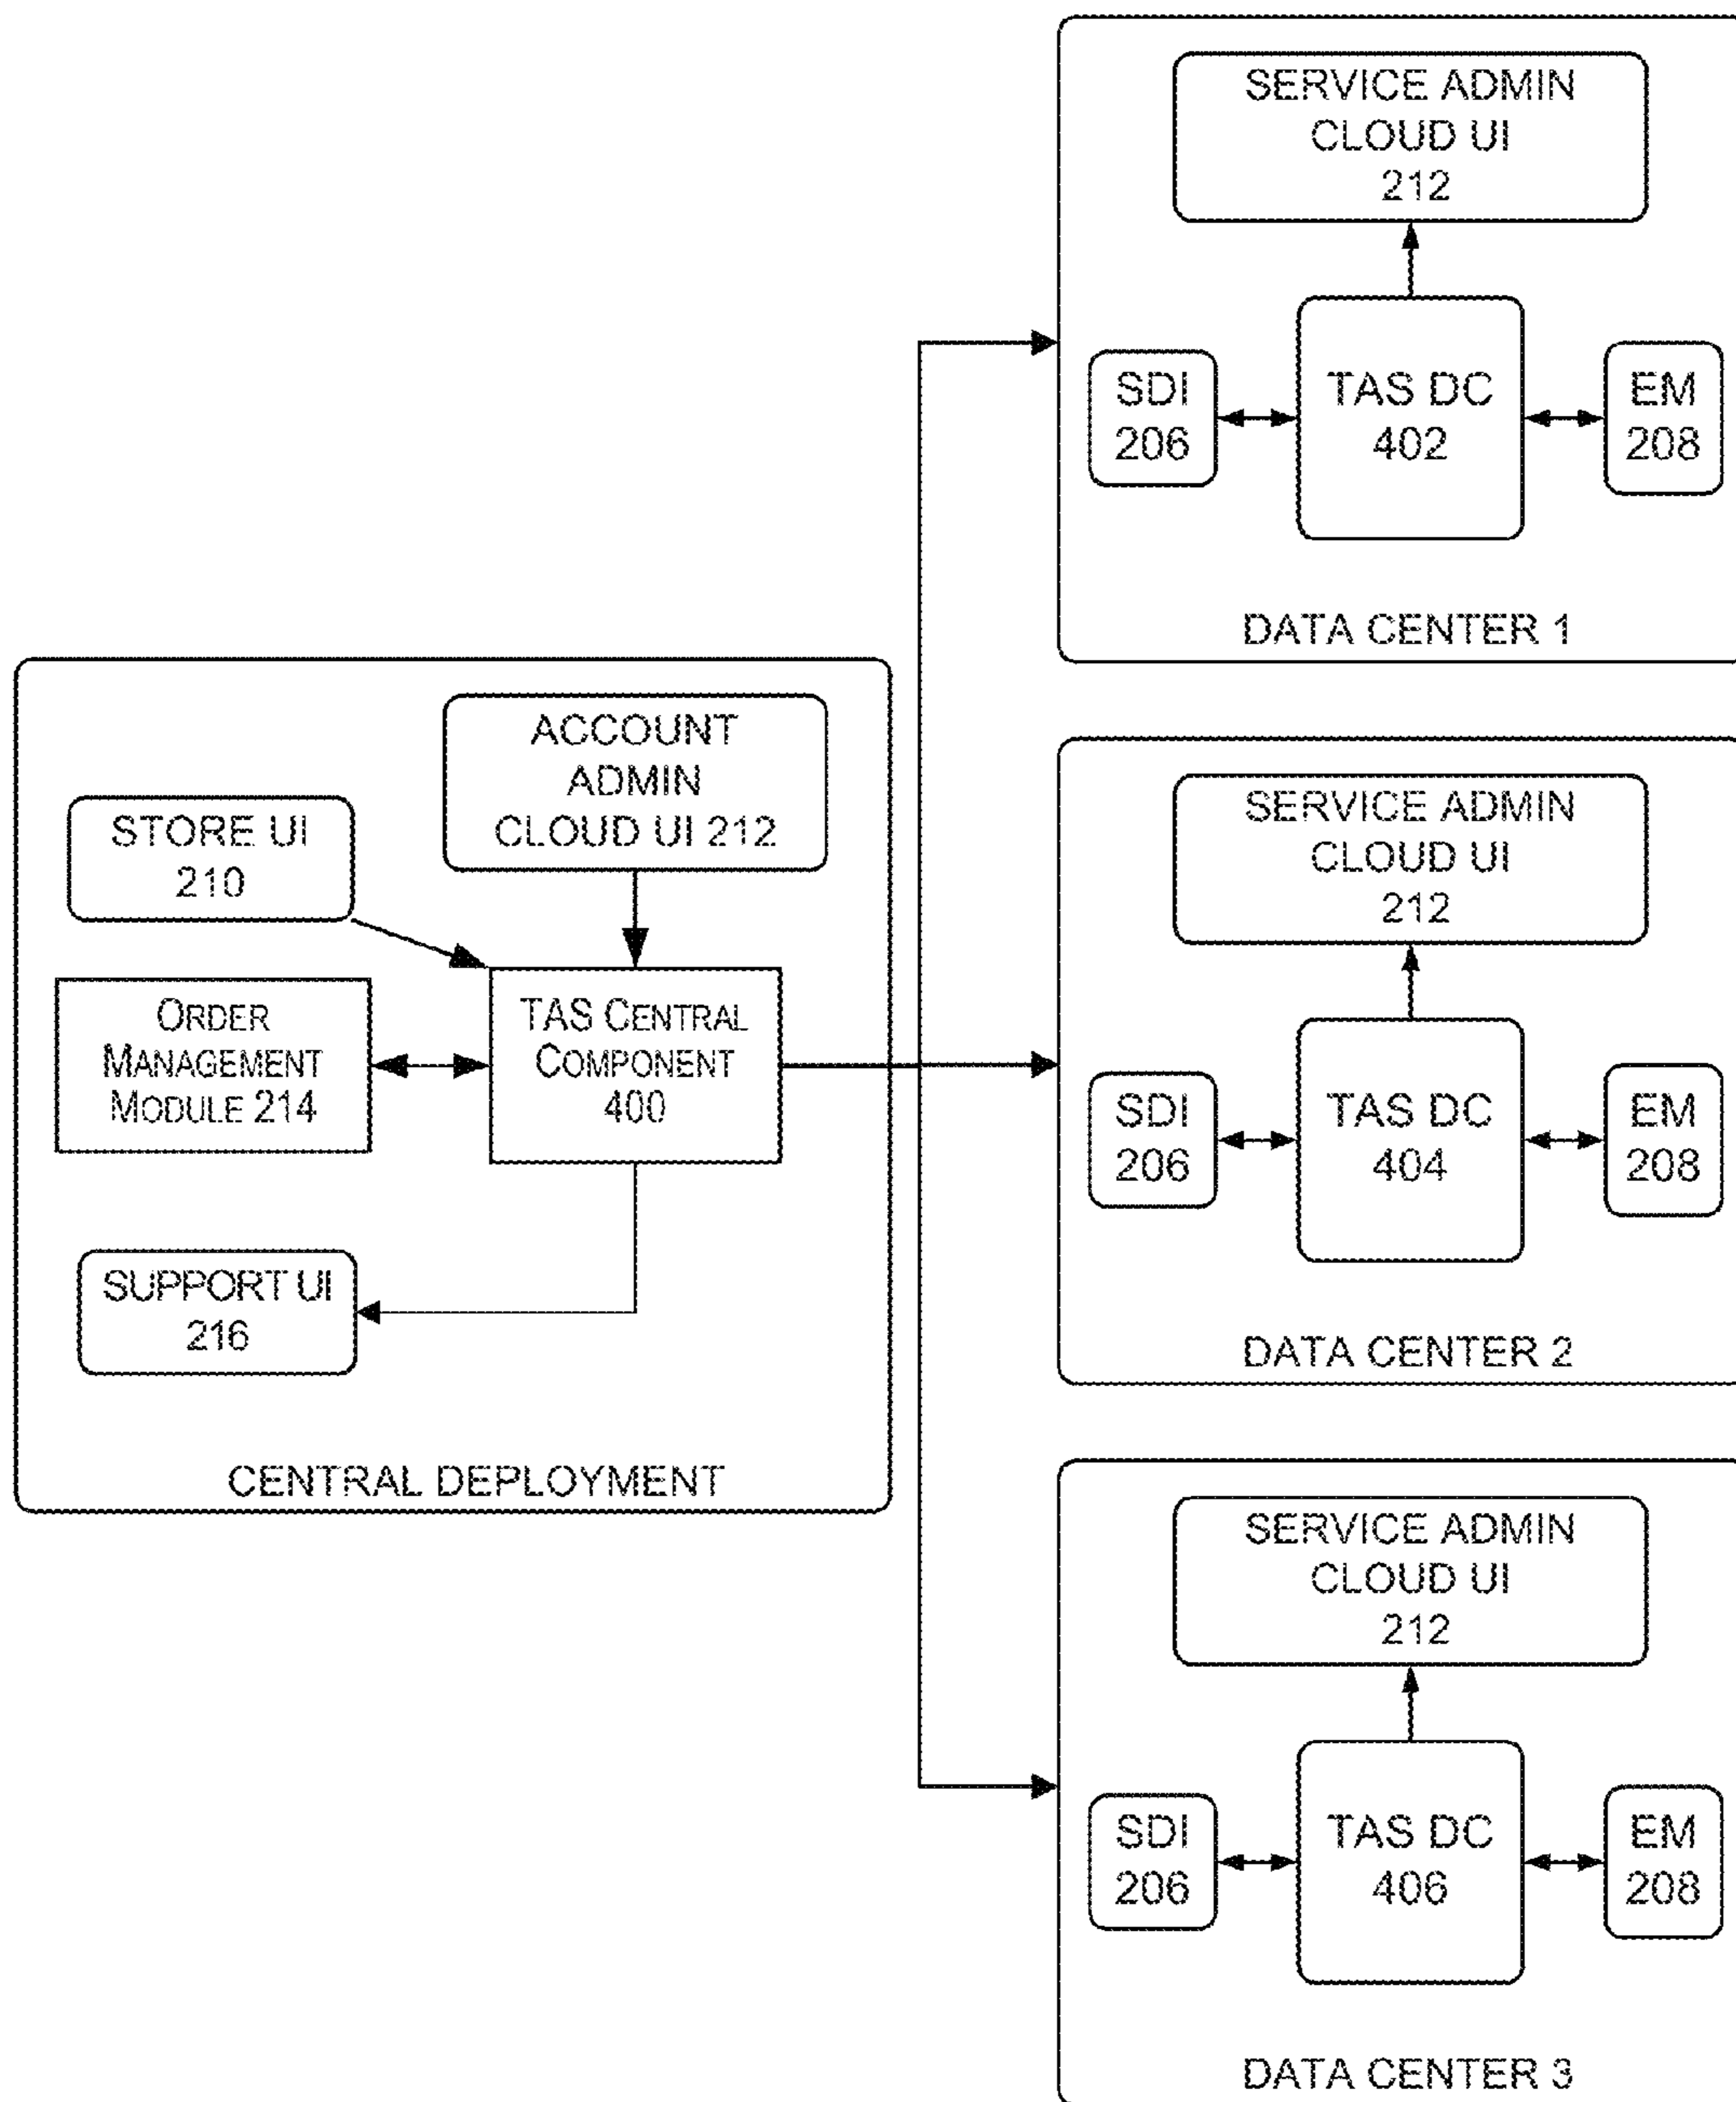 SERVICE ADMIN
CLOUD UI
212
SDI
206
TAS DC
402
EM
208
DATA CENTER 1
ACCOUNT
ADMIN
CLOUD UI 212
STORE UI
210
ORDER
MANAGEMENT
MODULE 214
TAS CENTRAL
COMPONENT
400
SUPPORT UI
216
CENTRAL DEPLOYMENT
SERVICE ADMIN
CLOUD UI
212
SDI
206
TAS DC
404
EM
208
DATA CENTER 2
SERVICE ADMIN
CLOUD UI
212
SDI
206
TAS DC
406
EM
208
DATA CENTER 3